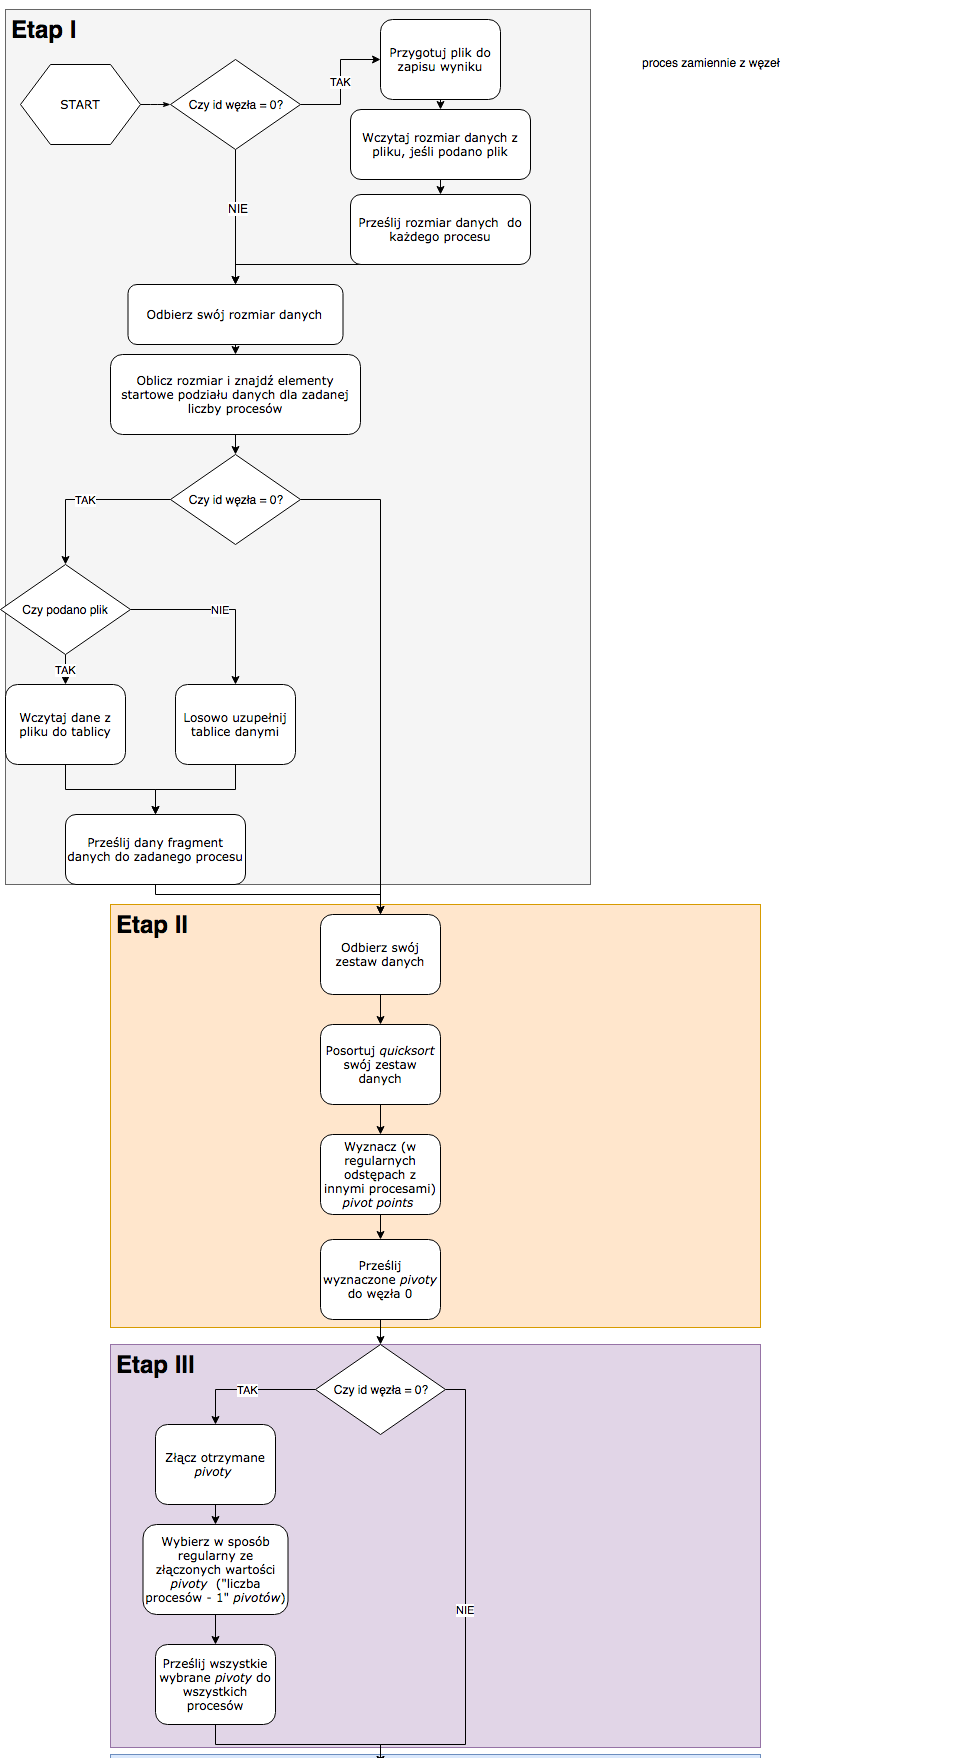 Etap I
START
Czy id węzła = 0?
TAK
Przygotuj plik do
zapisu wyniku
proces zamiennie z węzeł
Wczytaj rozmiar danych z
pliku, jeśli podano plik
NIE
Prześlij rozmiar danych do
każdego procesu
Odbierz swój rozmiar danych
Oblicz rozmiar i znajdź elementy
startowe podziału danych dla zadanej
liczby procesów
Czy id węzła = 0?
TAK
Czy podano plik
NIE
TAK
Wczytaj dane z
pliku do tablicy
Losowo uzupełnij
tablice danymi
Prześlij dany fragment
danych do zadanego procesu
Etap II
Odbierz swój
zestaw danych
Posortuj quicksort
swój zestaw
danych
Wyznacz (w
regularnych
odstępach z
innymi procesami)
pivot points
Prześlij
wyznaczone pivoty
do węzła 0
Etap III
Czy id węzła = 0?
TAK
Złącz otrzymane
pivoty
Wybierz w sposób
regularny ze
złączonych wartości
pivoty ("liczba
procesów - 1" pivotów)
NIE
Prześlij wszystkie
wybrane pivoty do
wszystkich
procesów